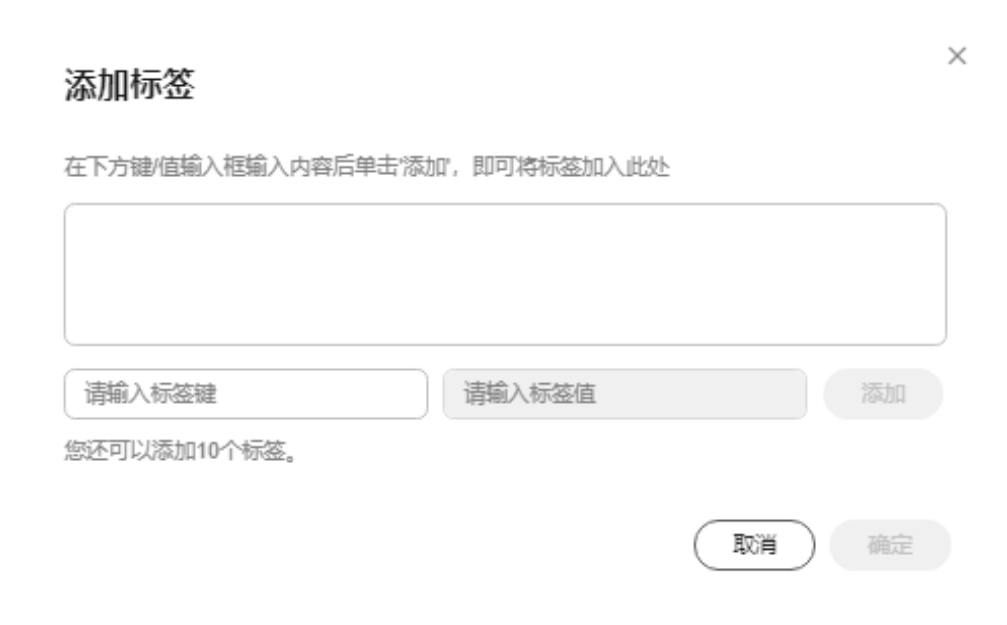 添加标签
在下方键/值输入框输入内容后单击'添加'，即可将标签加入此处
请输入标签键
请输入标签值
添加
您还可以添加10个标签。
取消
确定